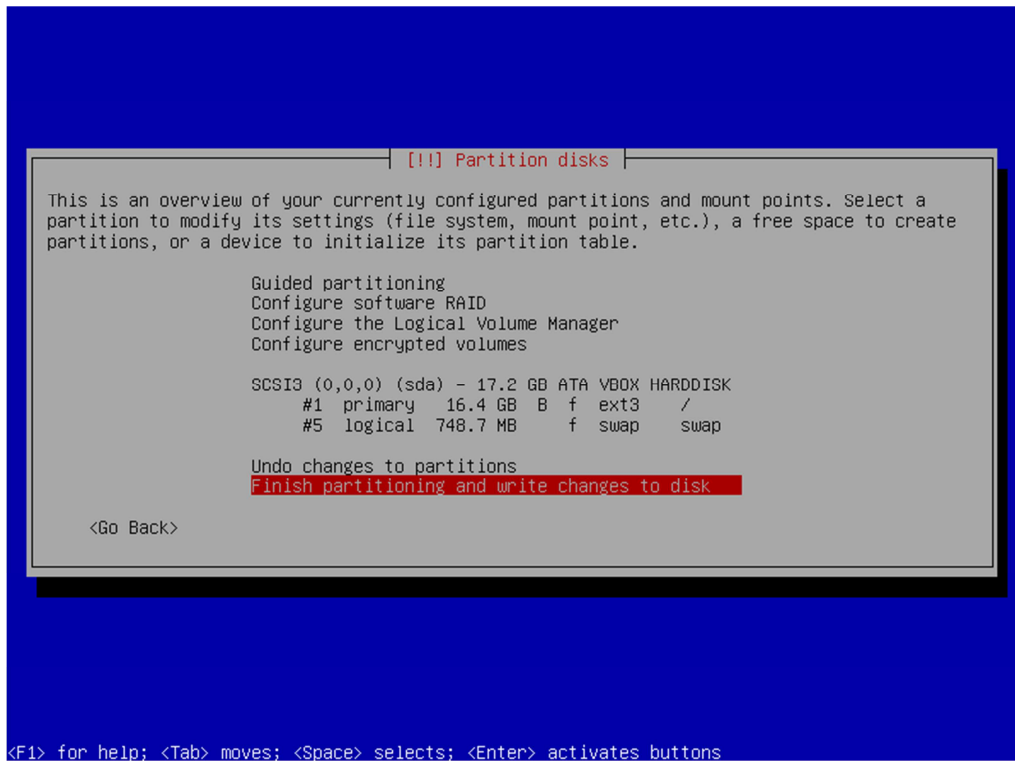 [!!] Partition disks
This is an overview of your currently configured partitions and mount points. Select a
partition to modify its settings (file system, mount point, etc.), a free space to create
partitions, or a device to initialize its partition table.
Guided partitioning
Configure software RAID
Configure the Logical Volume Manager
Configure encrypted volumes
SCSI3 (0,0,0) (sda) - 17.2 GB ATA VBOX HARDDISK
#1 primary 16.4 GB B f ext3 /
#5 logical 748.7 MB f swap swap
Undo changes to partitions
Finish partitioning and write changes to disk
<Go Back>
<F1> for help; <Tab> moves; <Space> selects; <Enter> activates buttons